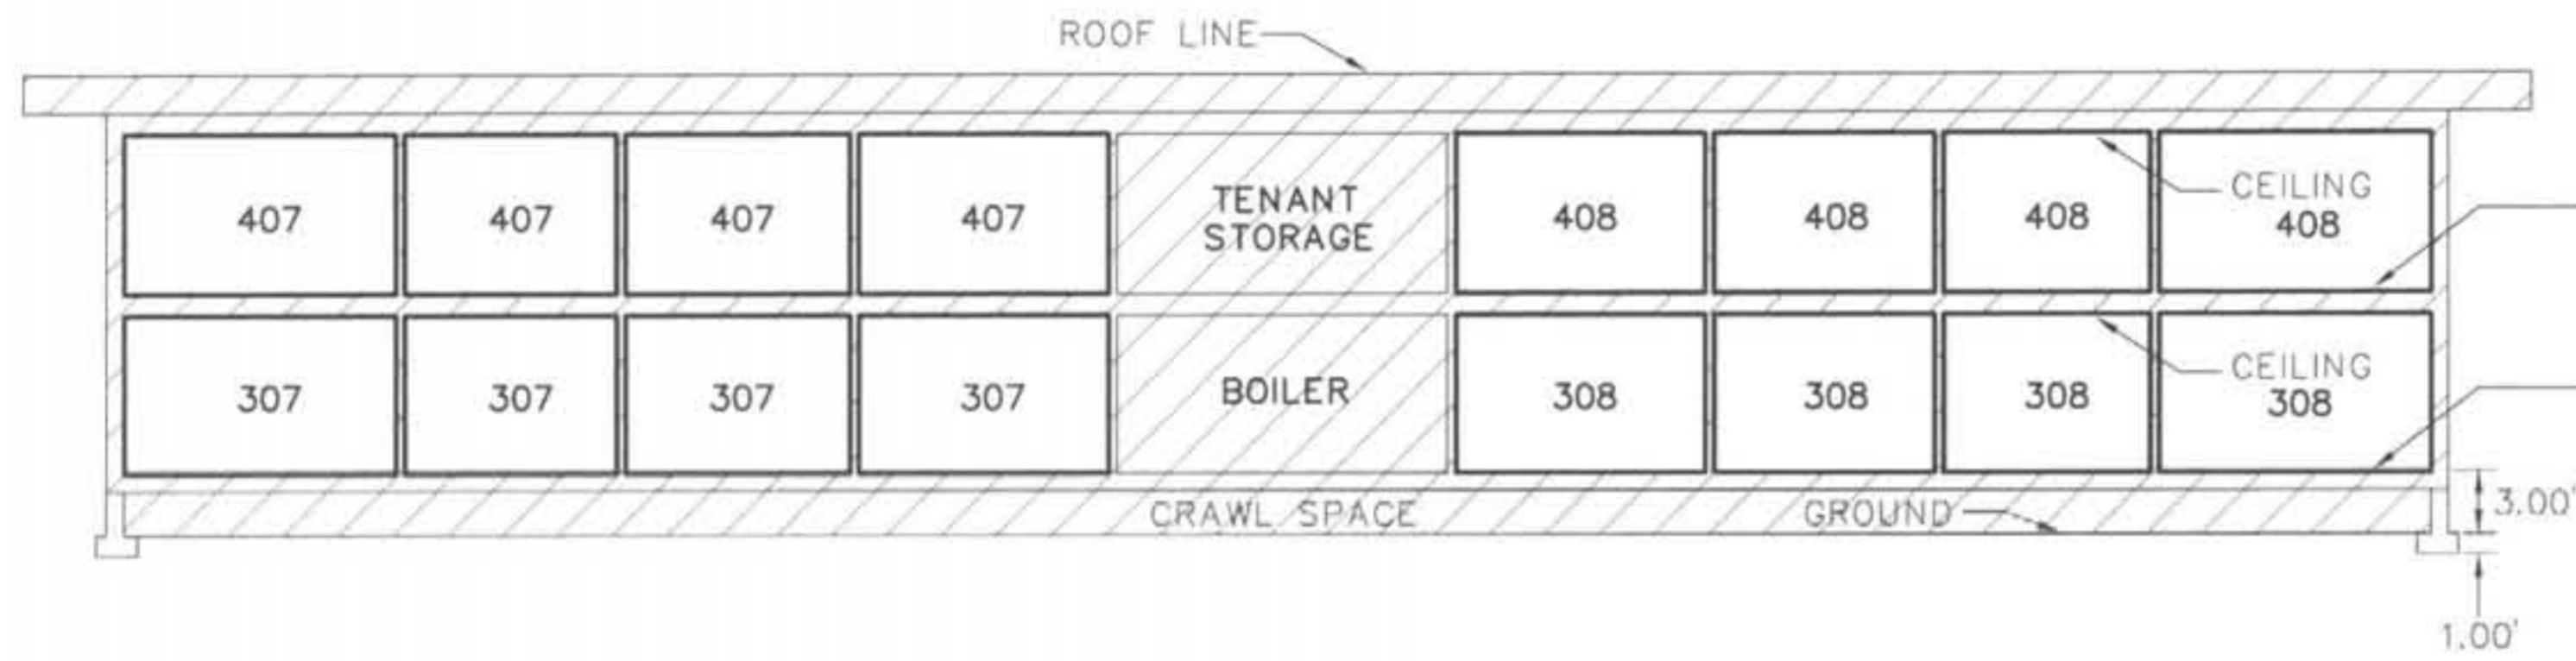 ROOF LINE
407 407 407 407 TENANT STORAGE 408 408 408 CEILING 408
307 307 307 307 BOILER 308 308 308 CEILING 308
CRAWL SPACE GROUND 3.00'
1.00'